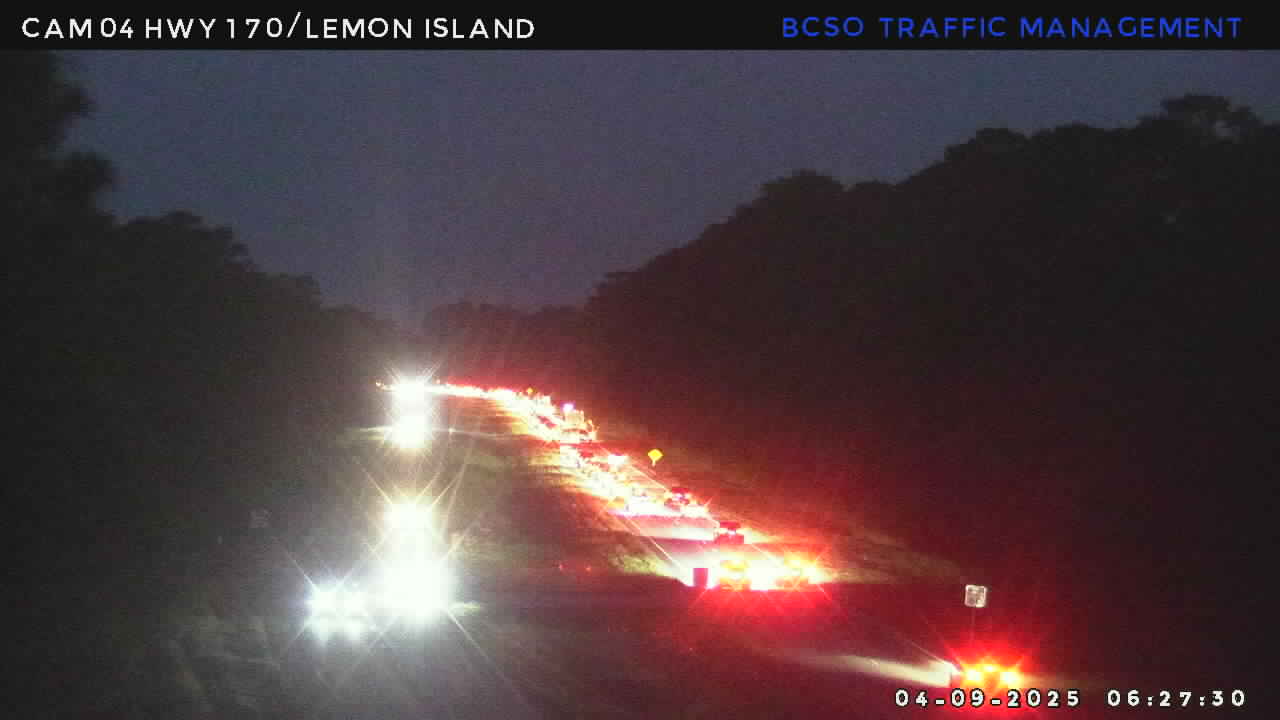 CAM04 HWY170/LEMON ISLAND
BCSO TRAFFIC MANAGEMENT
04-09-2025 06:27:30